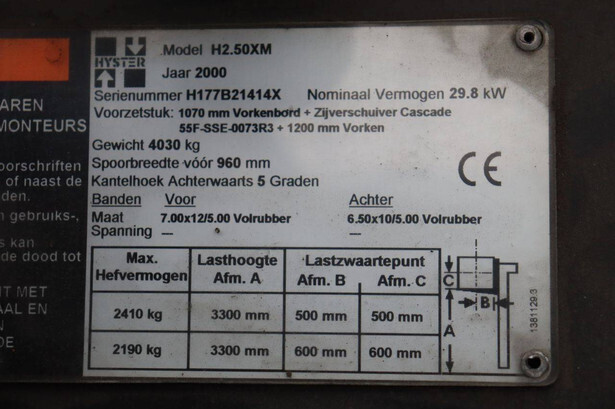 HYSTER
Model H2.50XM
Jaar 2000
Serienummer H177B21414X Nominaal Vermogen 29.8 kW
Voorzetstuk: 1070 mm Vorkenbord + Zijverschuiver Cascade
55F-SSE-0073R3 + 1200 mm Vorken
Gewicht 4030 kg
Spoorbreedte vóór 960 mm
Kantelhoek Achterwaarts 5 Graden
CE
Banden Voor Achter
Maat 7.00x12/5.00 Volrubber 6.50x10/5.00 Volrubber
Spanning — —
Max. Hefvermogen Lasthoogte Afm. A Lastzwaartepunt
Afm. B Afm. C
2410 kg 3300 mm 500 mm 500 mm
2190 kg 3300 mm 600 mm 600 mm
C
B
A
1381129/3
AREN
MONTEURS
oorschriften
of naast de
den.
gebruiks-,
s kan
de dood tot
T MET
AAL EN
N
DE